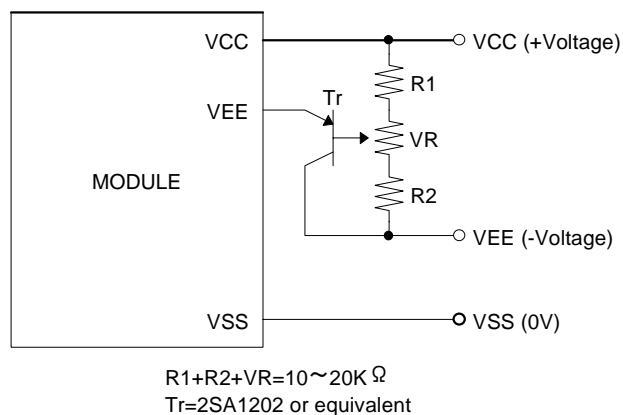 VCC
VCC (+Voltage)
R1
Tr
VEE
VR
MODULE
R2
VEE (-Voltage)
VSS
VSS (0V)
R1+R2+VR=10~20K Ω
Tr=2SA1202 or equivalent